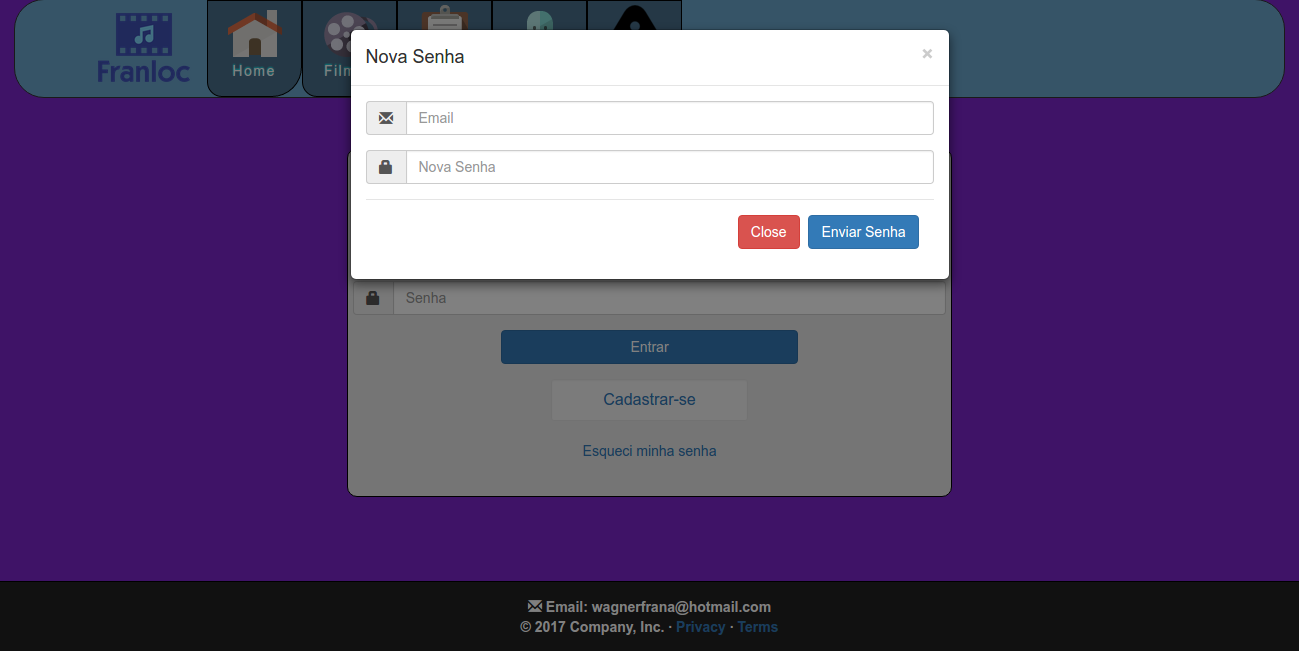 Franloc
Home
Nova Senha ×
Email
Nova Senha
Close Enviar Senha
Senha
Entrar
Cadastrar-se
Esqueci minha senha
Email: wagnerfrana@hotmail.com
© 2017 Company, Inc. · Privacy · Terms